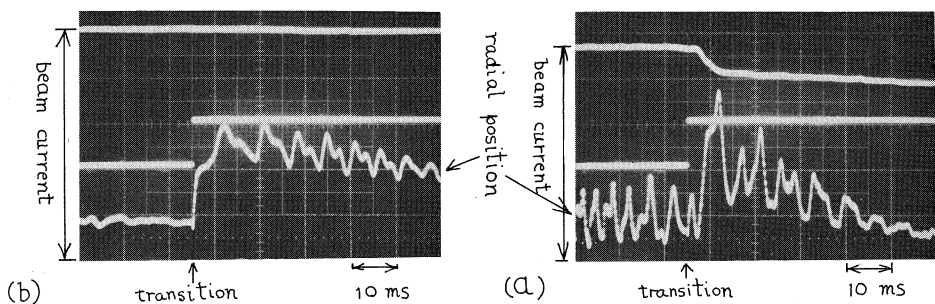 beam current
radial position
beam current
(b)
transition
10 ms
(a)
transition
10 ms